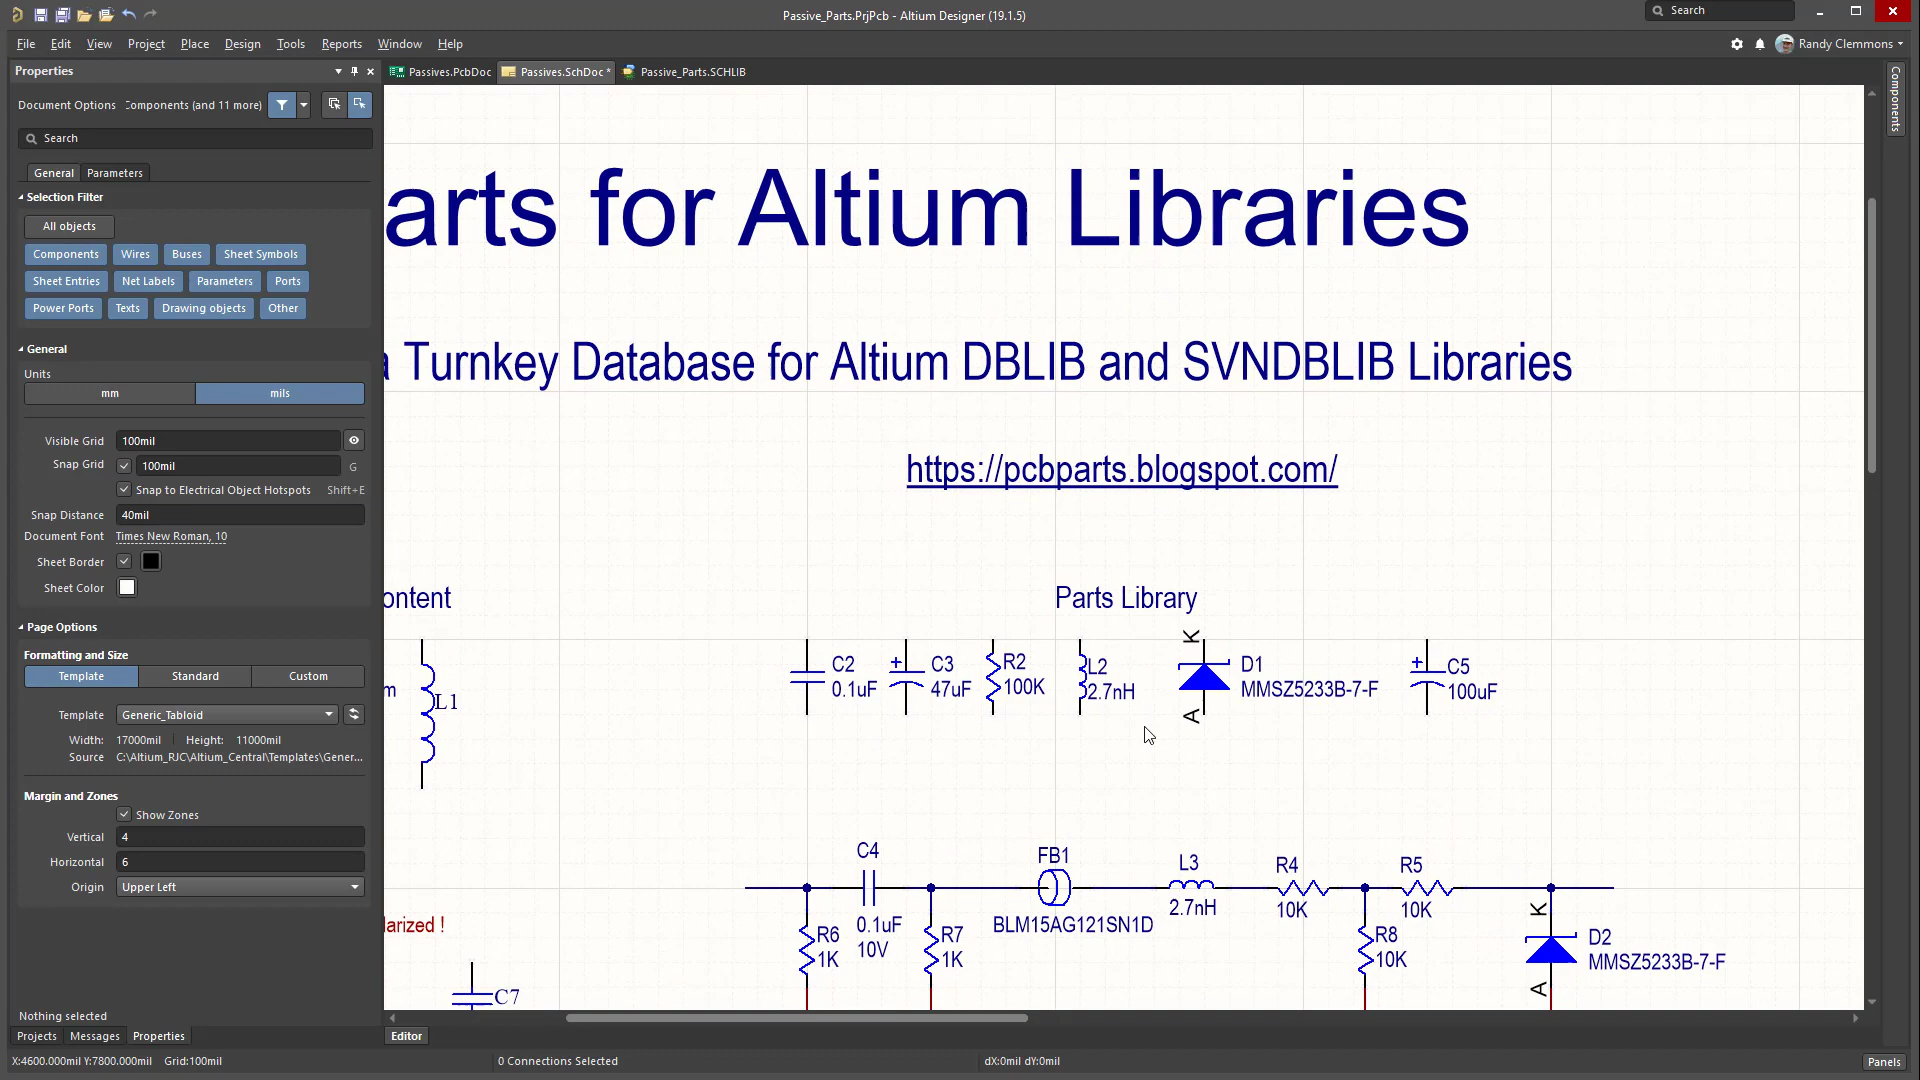 Passive_Parts.PrjPcb - Altium Designer (19.1.5)
Search
File Edit View Project Place Design Tools Reports Window Help
Randy Clemmons
Properties
Passives.PcbDoc
Passives.SchDoc *
Passive_Parts.SCHLIB
Components
Document Options
Components (and 11 more)
Search
General
Parameters
Selection Filter
All objects
Components Wires Buses Sheet Symbols
Sheet Entries Net Labels Parameters Ports
Power Ports Texts Drawing objects Other
General
Units
mm mils
Visible Grid 100mil
Snap Grid 100mil G
Snap to Electrical Object Hotspots Shift+E
Snap Distance 40mil
Document Font Times New Roman, 10
Sheet Border
Sheet Color
Page Options
Formatting and Size
Template Standard Custom
Template Generic_Tabloid
Width: 17000mil Height: 11000mil
Source C:\Altium_RJC\Altium_Central\Templates\Gener...
Margin and Zones
Show Zones
Vertical 4
Horizontal 6
Origin Upper Left
Nothing selected
Projects Messages Properties
arts for Altium Libraries
a Turnkey Database for Altium DBLIB and SVNDBLIB Libraries
https://pcbparts.blogspot.com/
ontent
Parts Library
m
L1
C2
0.1uF
+
C3
47uF
R2
100K
L2
2.7nH
K
A
D1
MMSZ5233B-7-F
+
C5
100uF
C4
0.1uF
10V
FB1
BLM15AG121SN1D
L3
2.7nH
R4
10K
R5
10K
larized !
R6
1K
R7
1K
R8
10K
K
A
D2
MMSZ5233B-7-F
C7
Editor
X:4600.000mil Y:7800.000mil Grid:100mil
0 Connections Selected
dX:0mil dY:0mil
Panels